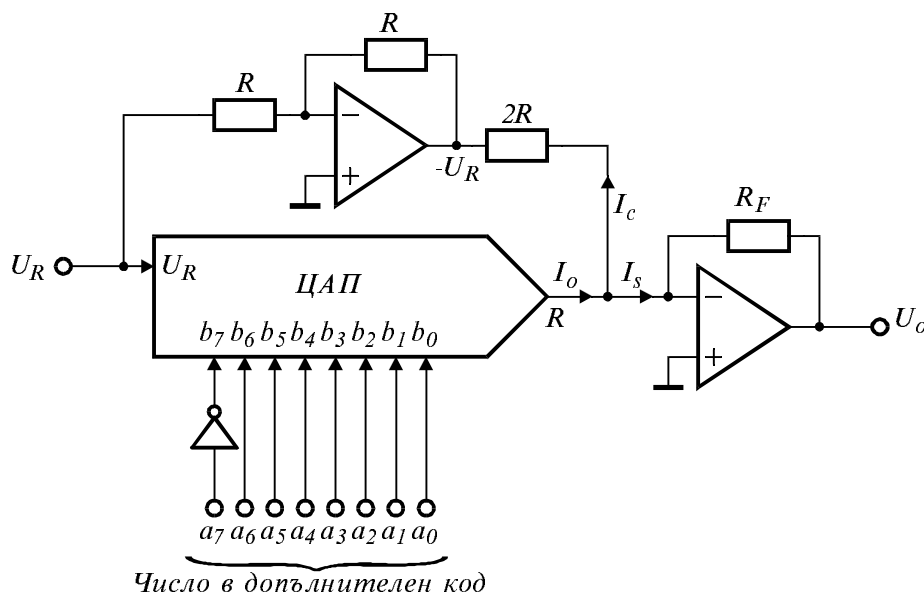 R
R
2R
-U_R
I_c
R_F
U_R
U_R
ЦАП
I_o
I_s
R
U_o
b_7 b_6 b_5 b_4 b_3 b_2 b_1 b_0
a_7 a_6 a_5 a_4 a_3 a_2 a_1 a_0
Число в допълнителен код